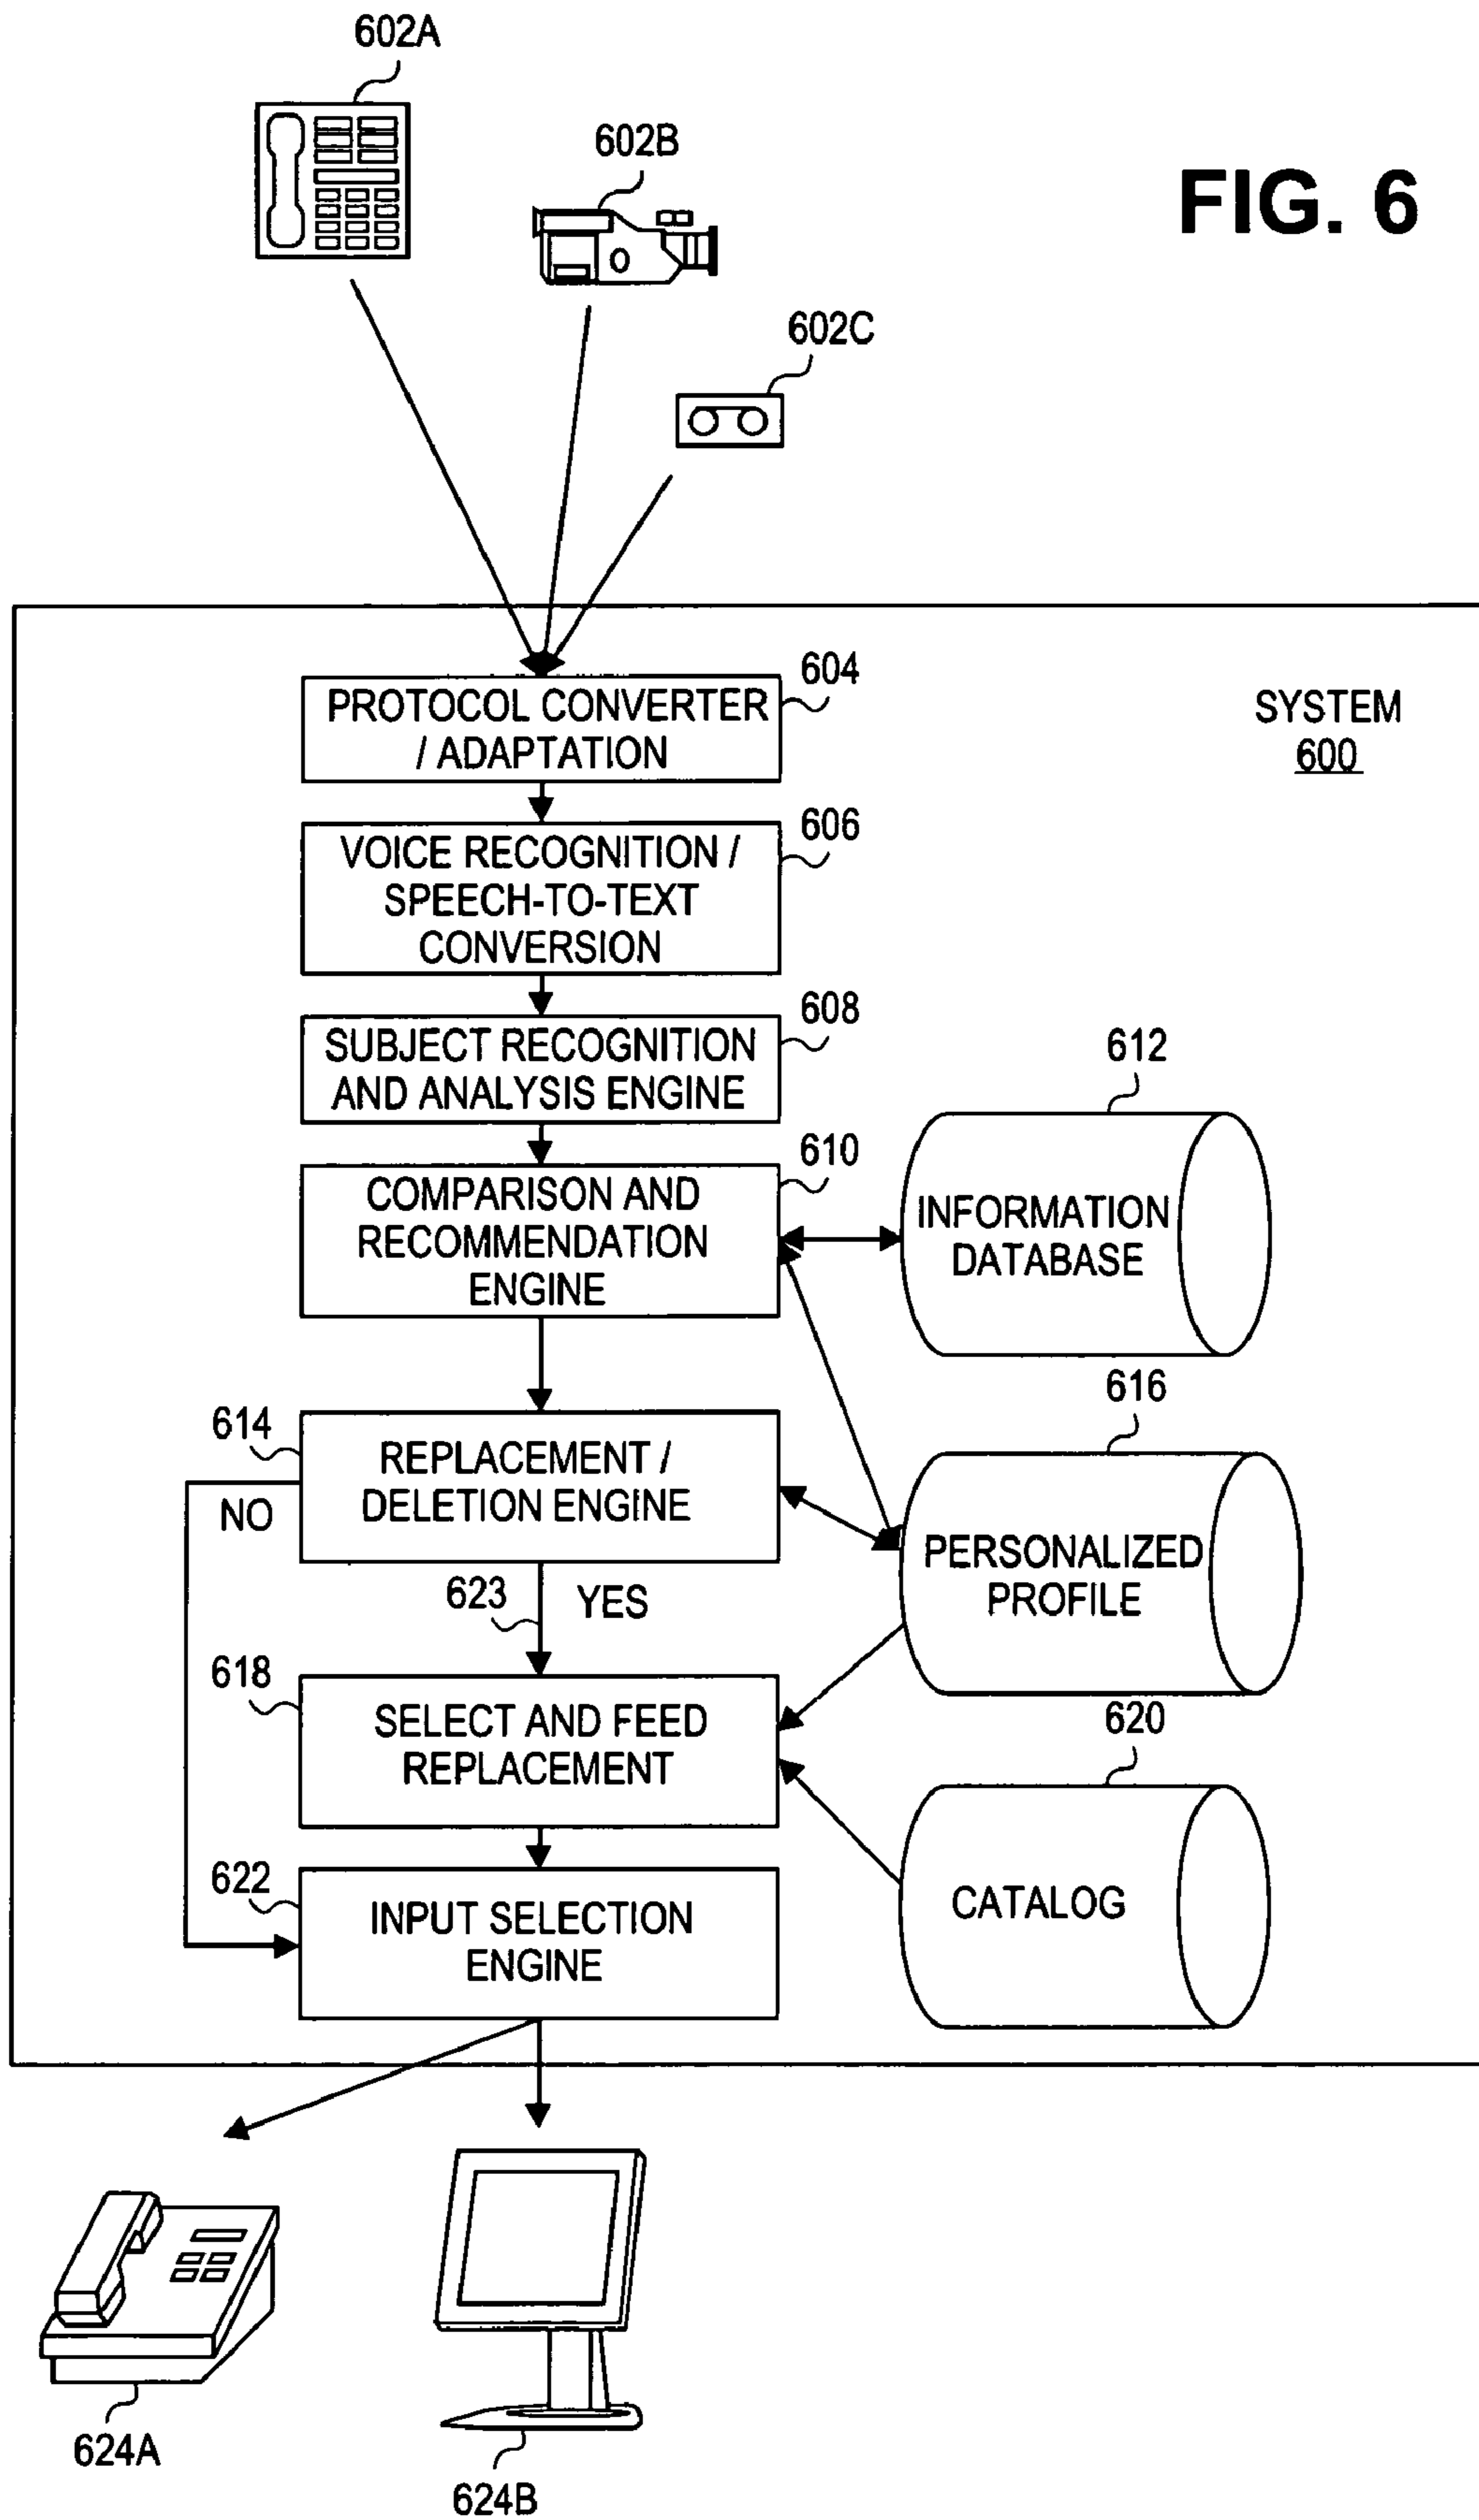 602A
602B
FIG. 6
602C
604
PROTOCOL CONVERTER
/ ADAPTATION
SYSTEM
600
606
VOICE RECOGNITION /
SPEECH-TO-TEXT
CONVERSION
608
SUBJECT RECOGNITION
AND ANALYSIS ENGINE
612
610
COMPARISON AND
RECOMMENDATION
ENGINE
INFORMATION
DATABASE
616
614
REPLACEMENT /
DELETION ENGINE
NO
PERSONALIZED
PROFILE
623
YES
618
SELECT AND FEED
REPLACEMENT
620
622
INPUT SELECTION
ENGINE
CATALOG
624A
624B